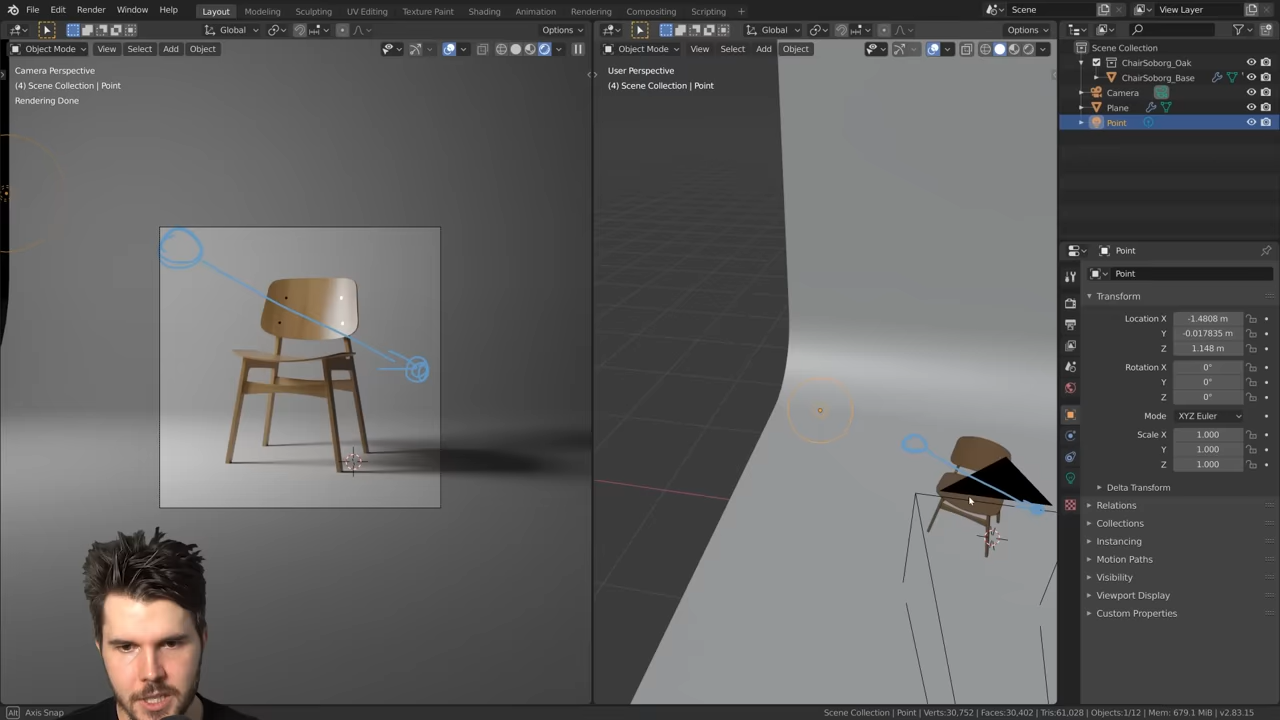 File Edit Render Window Help Layout Modeling Sculpting UV Editing Texture Paint Shading Animation Rendering Compositing Scripting + Scene View Layer
Global Options Global Options
Object Mode View Select Add Object Object Mode View Select Add Object
Scene Collection
ChairSoborg_Oak
ChairSoborg_Base
Camera
Plane
Point
Camera Perspective
(4) Scene Collection | Point
Rendering Done
User Perspective
(4) Scene Collection | Point
Point
Point
Transform
Location X -1.4808 m
Y -0.017835 m
Z 1.148 m
Rotation X 0°
Y 0°
Z 0°
Mode XYZ Euler
Scale X 1.000
Y 1.000
Z 1.000
Delta Transform
Relations
Collections
Instancing
Motion Paths
Visibility
Viewport Display
Custom Properties
Alt Axis Snap
Scene Collection | Point | Verts:30,752 | Faces:30,402 | Tris:61,028 | Objects:1/12 | Mem: 679.1 MiB | v2.83.15